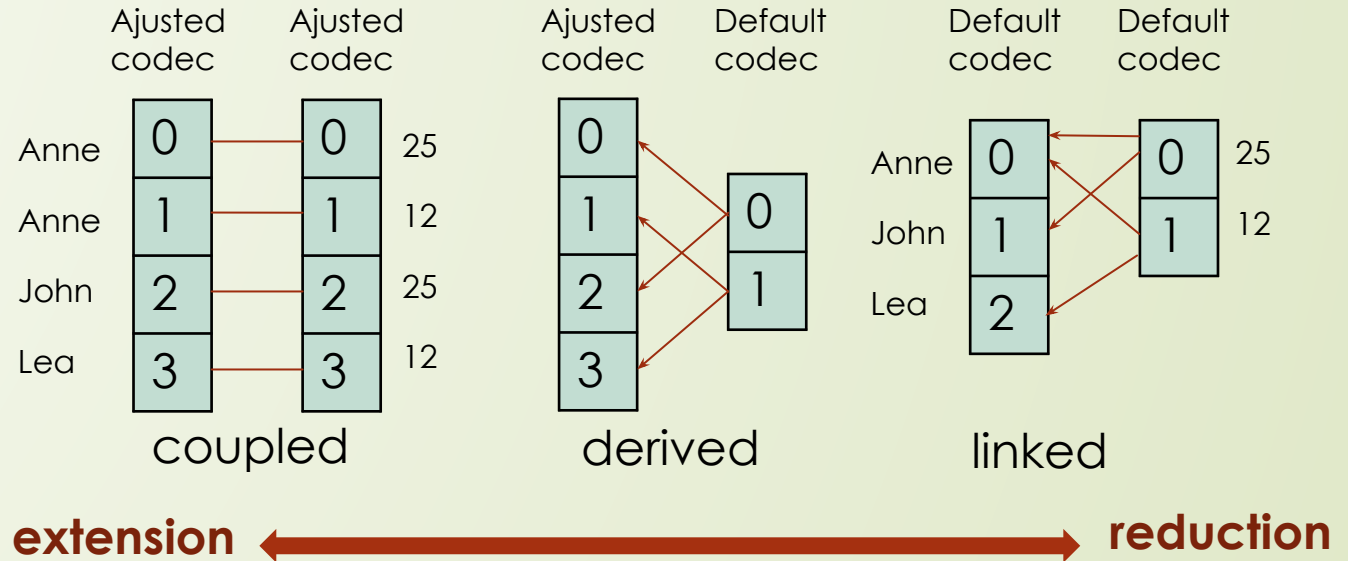 Ajusted codec
Ajusted codec
Ajusted codec
Default codec
Default codec
Default codec
Anne 0 0 25
Anne 1 1 12
John 2 2 25
Lea 3 3 12
coupled
0
1
2
3
0
1
derived
Anne 0 0 25
John 1 1 12
Lea 2
linked
extension
reduction